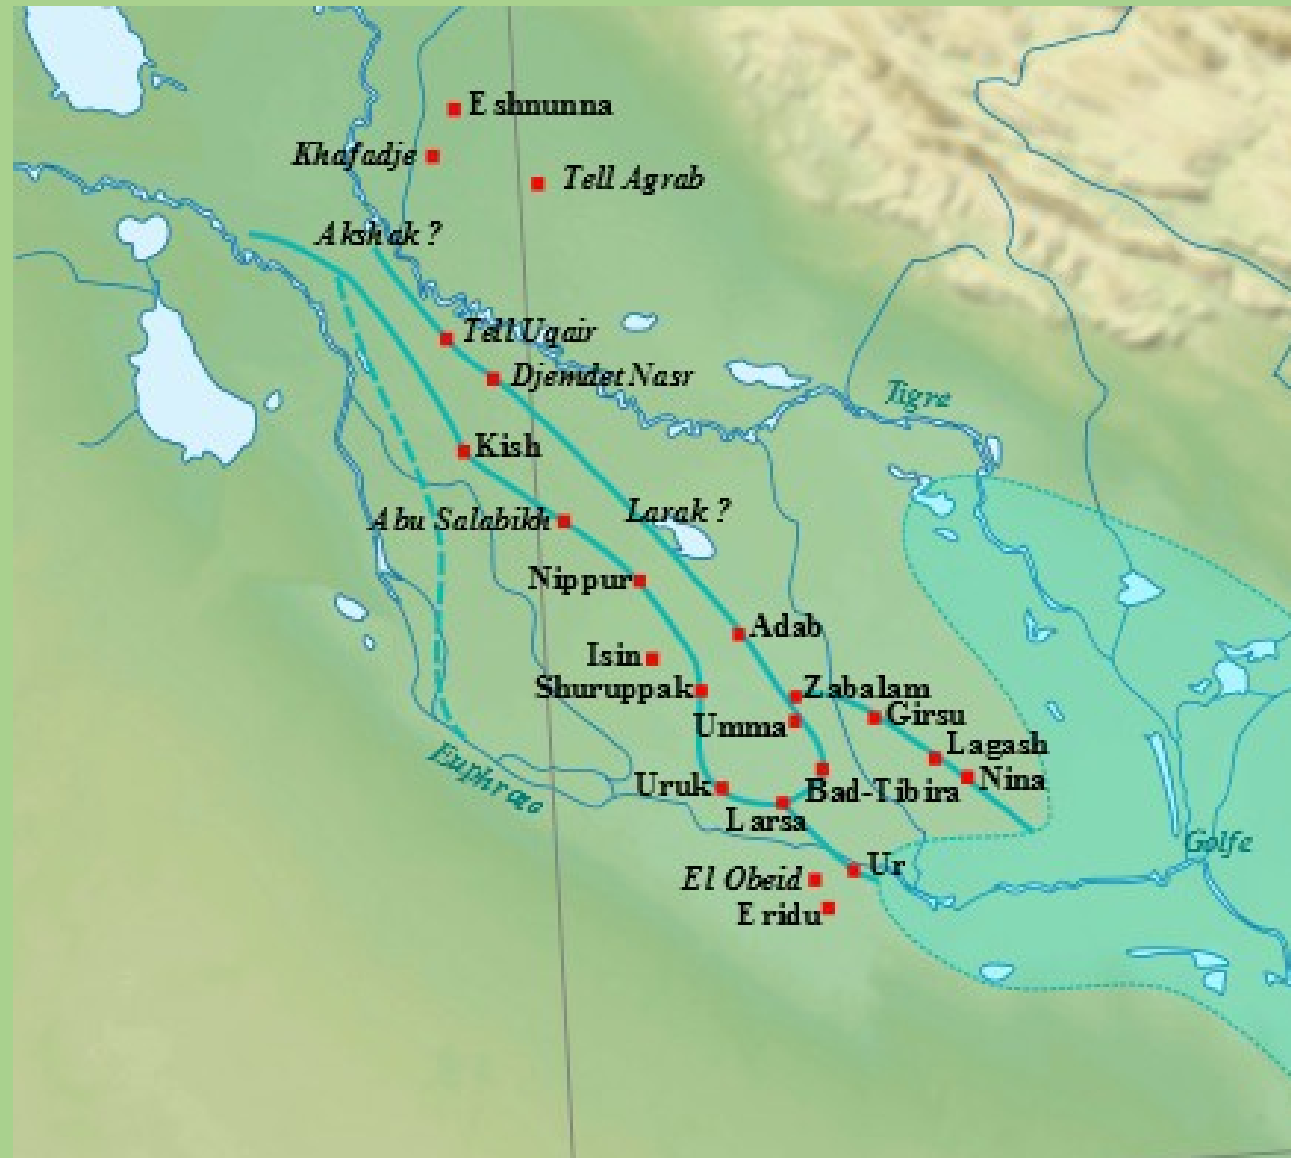 Eshnunna
Khafadje
Tell Agrab
Akshak ?
Tell Uqair
Djemdet Nasr
Tigre
Kish
Larak ?
Abu Salabikh
Nippur
Adab
Isin
Shuruppak
Zabalam
Girsu
Umma
Lagash
Euphrate
Nina
Uruk
Bad-Tibira
Larsa
Golfe
Ur
El Obeid
Eridu